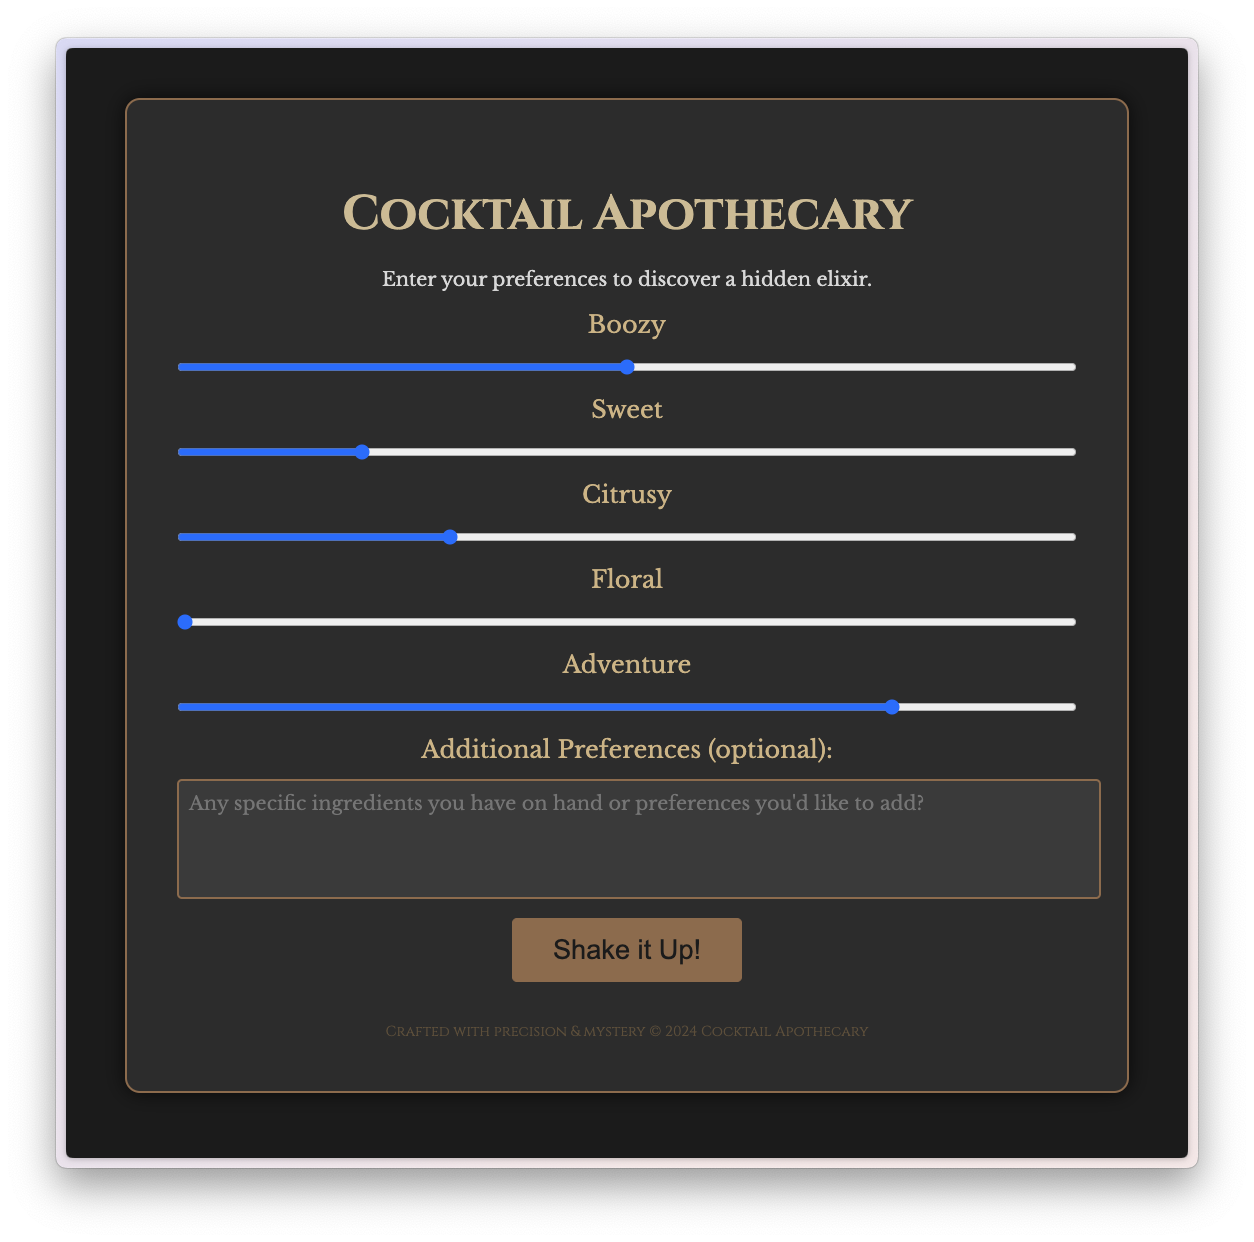 Cocktail Apothecary
Enter your preferences to discover a hidden elixir.
Boozy
Sweet
Citrusy
Floral
Adventure
Additional Preferences (optional):
Any specific ingredients you have on hand or preferences you'd like to add?
Shake it Up!
Crafted with precision & mystery © 2024 Cocktail Apothecary